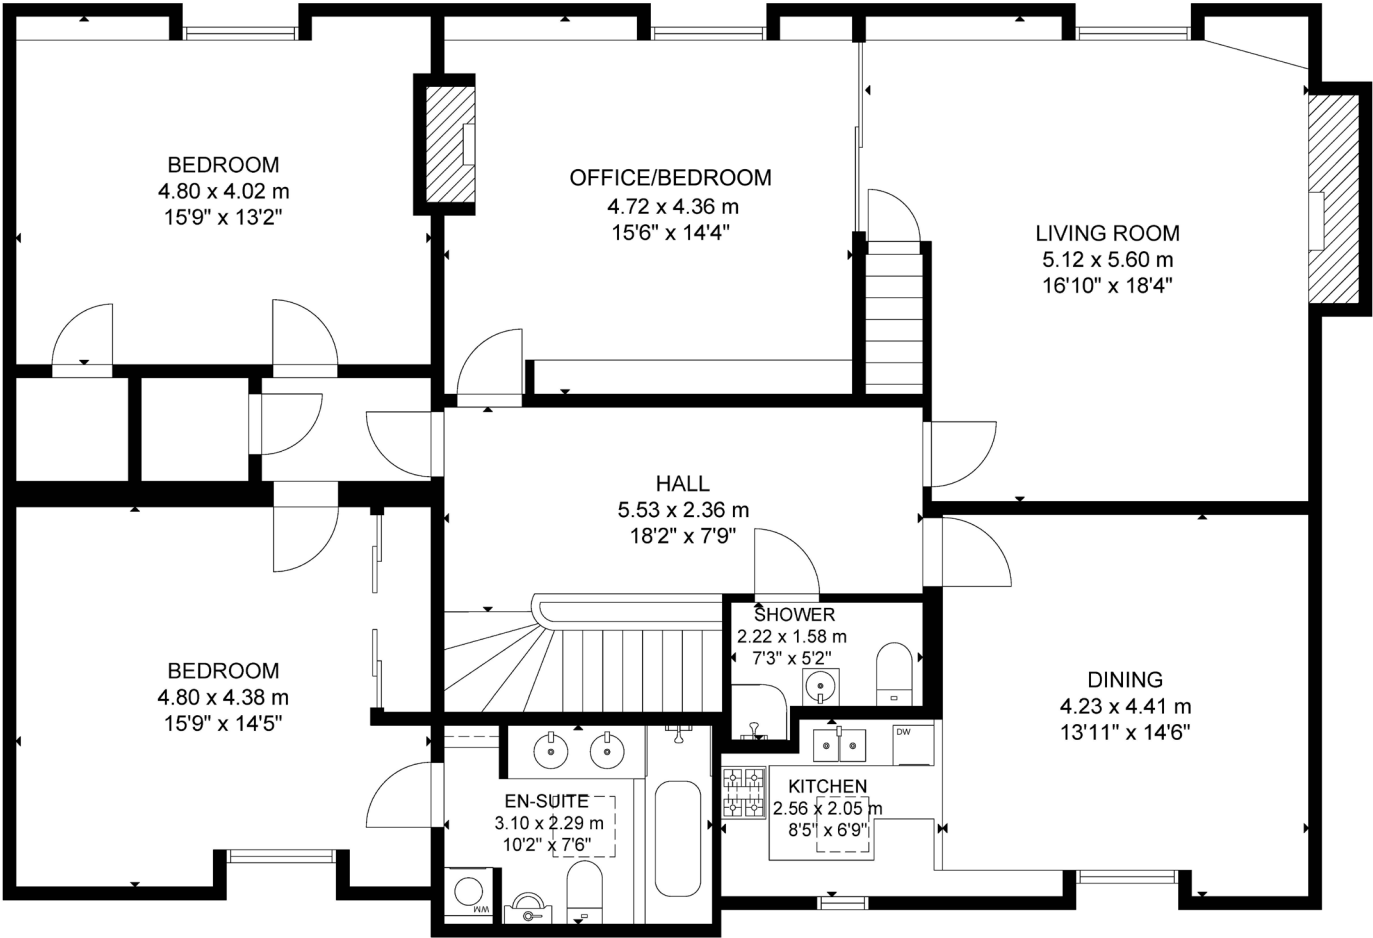 BEDROOM
4.80 x 4.02 m
15'9" x 13'2"
OFFICE/BEDROOM
4.72 x 4.36 m
15'6" x 14'4"
LIVING ROOM
5.12 x 5.60 m
16'10" x 18'4"
HALL
5.53 x 2.36 m
18'2" x 7'9"
SHOWER
2.22 x 1.58 m
7'3" x 5'2"
BEDROOM
4.80 x 4.38 m
15'9" x 14'5"
DINING
4.23 x 4.41 m
13'11" x 14'6"
DW
KITCHEN
2.56 x 2.05 m
8'5" x 6'9"
EN-SUITE
3.10 x 2.29 m
10'2" x 7'6"
WM